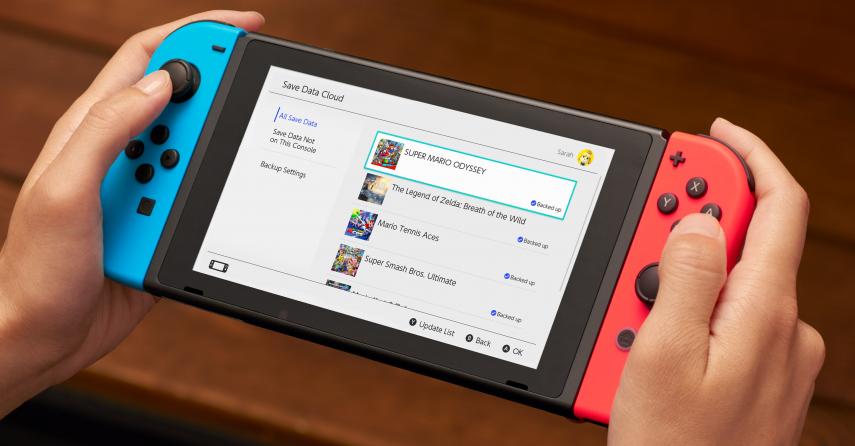 Save Data Cloud
Sarah
All Save Data
Save Data Not
on This Console
Backup Settings
SUPER MARIO ODYSSEY
Backed up
The Legend of Zelda: Breath of the Wild
Backed up
Mario Tennis Aces
Backed up
Super Smash Bros. Ultimate
Backed up
Y Update List
B Back
A OK
X
Y
A